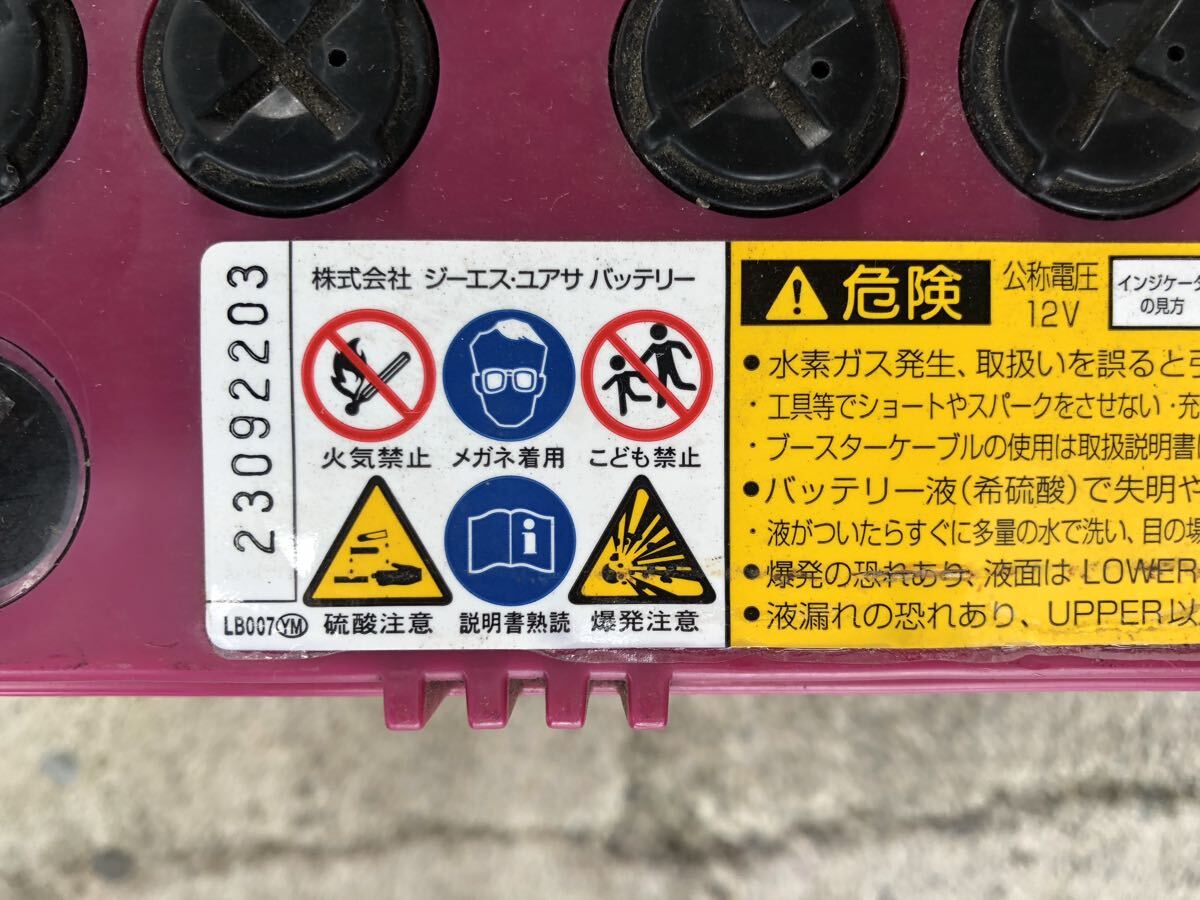 23092203
株式会社 ジーエス・ユアサ バッテリー
火気禁止 メガネ着用 こども禁止
硫酸注意 説明書熟読 爆発注意
LB007 YM
危険
公称電圧
12V
インジケータ
の見方
●水素ガス発生、取扱いを誤ると引
・工具等でショートやスパークをさせない・充
・ブースターケーブルの使用は取扱説明書に
●バッテリー液(希硫酸)で失明や
・液がついたらすぐに多量の水で洗い、目の場
●爆発の恐れあり、液面は LOWER
●液漏れの恐れあり、UPPER以